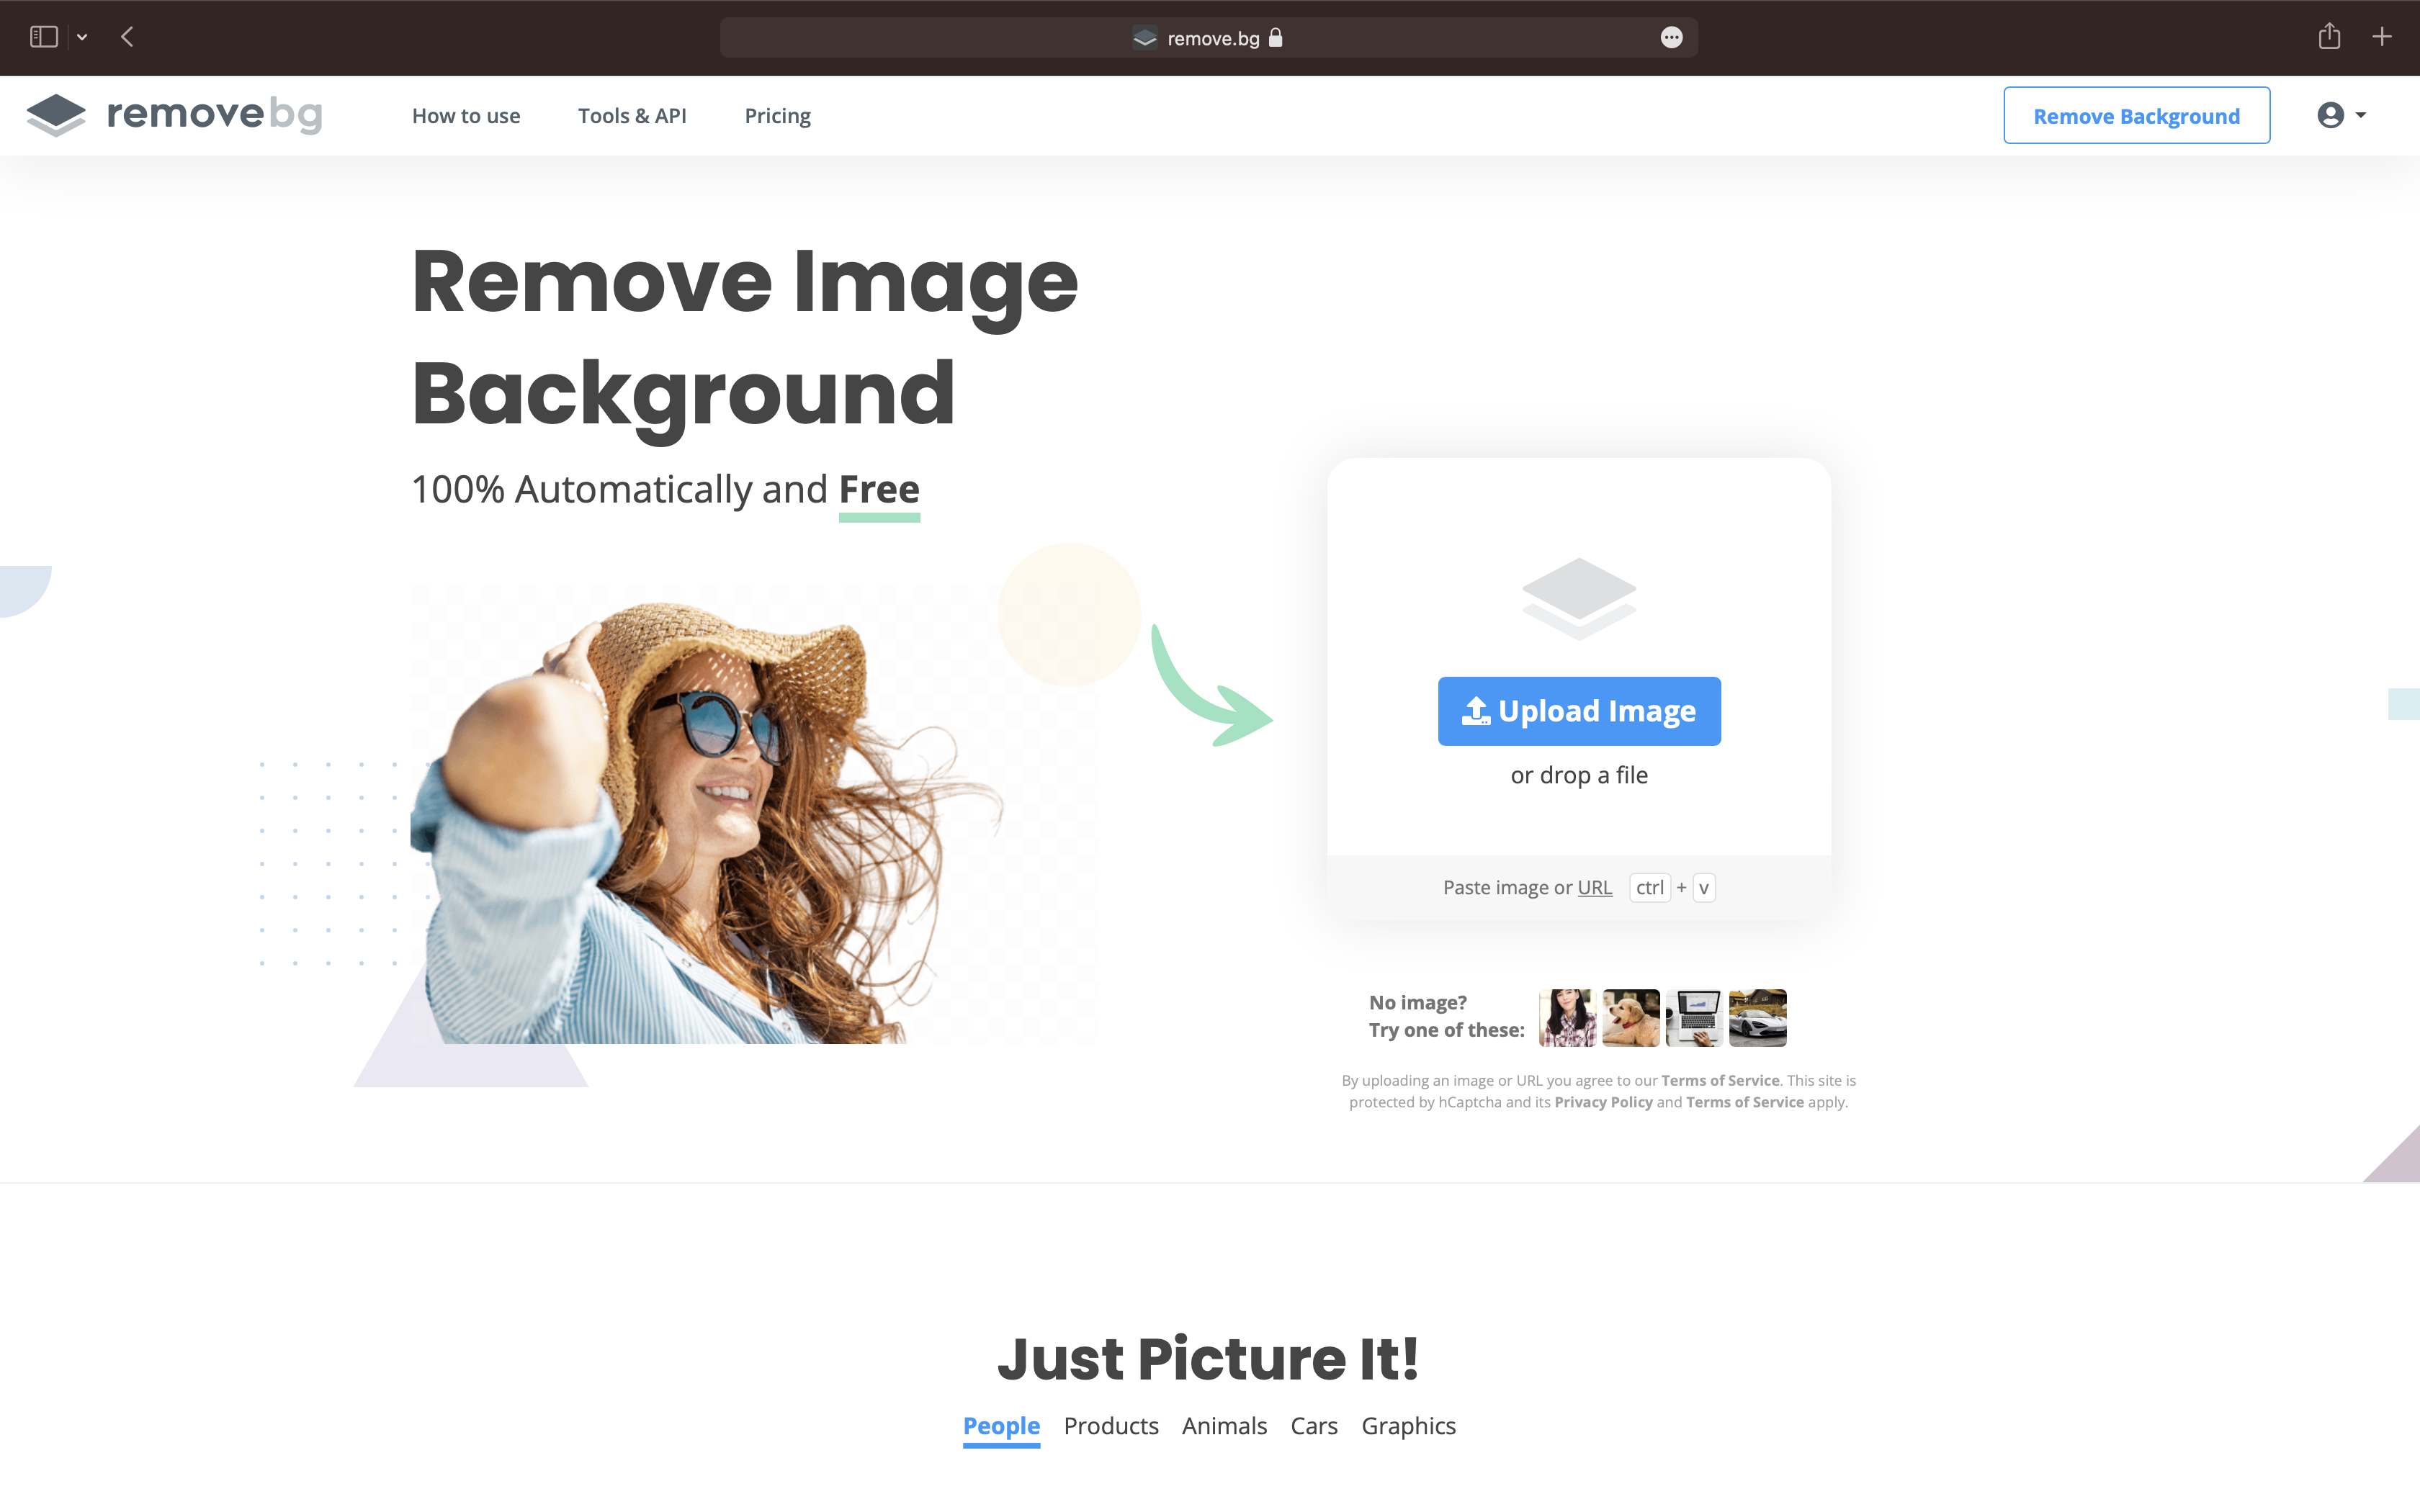 remove.bg
removebg
How to use
Tools & API
Pricing
Remove Background
Remove Image
Background
100% Automatically and Free
Upload Image
or drop a file
Paste image or URL ctrl + v
No image?
Try one of these:
By uploading an image or URL you agree to our Terms of Service. This site is
protected by hCaptcha and its Privacy Policy and Terms of Service apply.
Just Picture It!
People Products Animals Cars Graphics